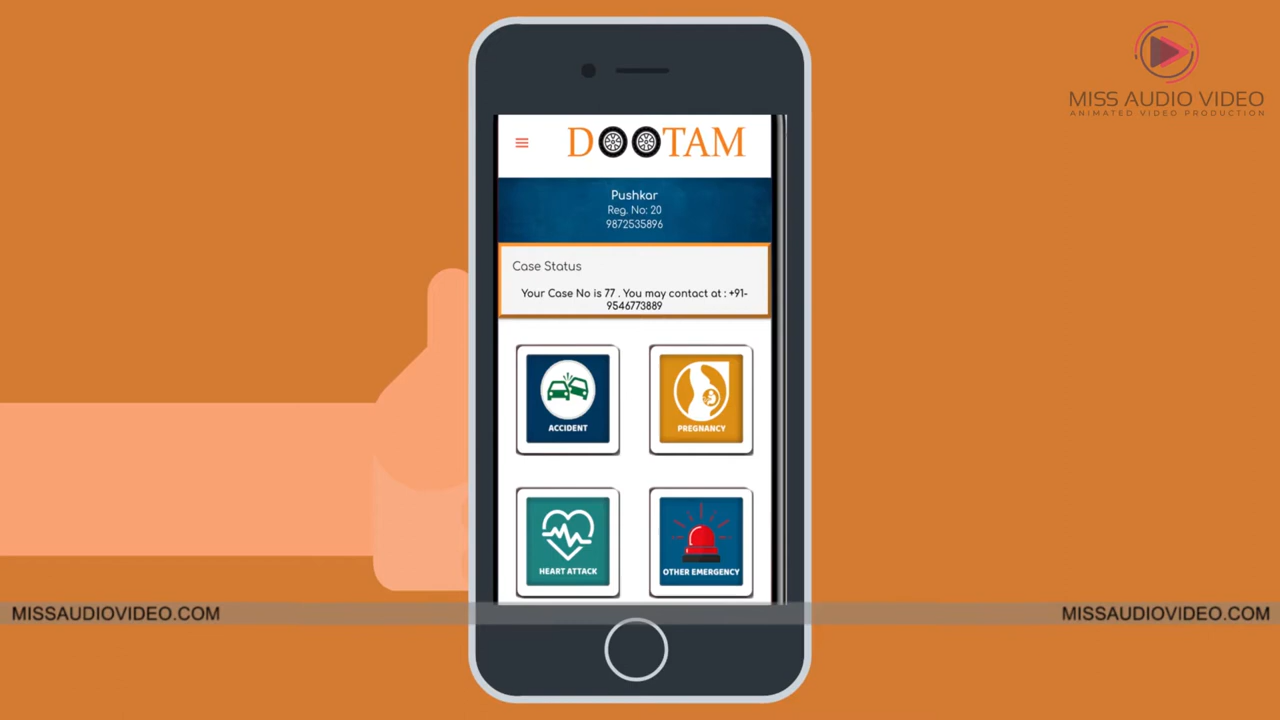 MISS AUDIO VIDEO
ANIMATED VIDEO PRODUCTION
DOOTAM
Pushkar
Reg. No: 20
9872535896
Case Status
Your Case No is 77 . You may contact at : +91-
9546773889
ACCIDENT
PREGNANCY
HEART ATTACK
OTHER EMERGENCY
MISSAUDIOVIDEO.COM
MISSAUDIOVIDEO.COM